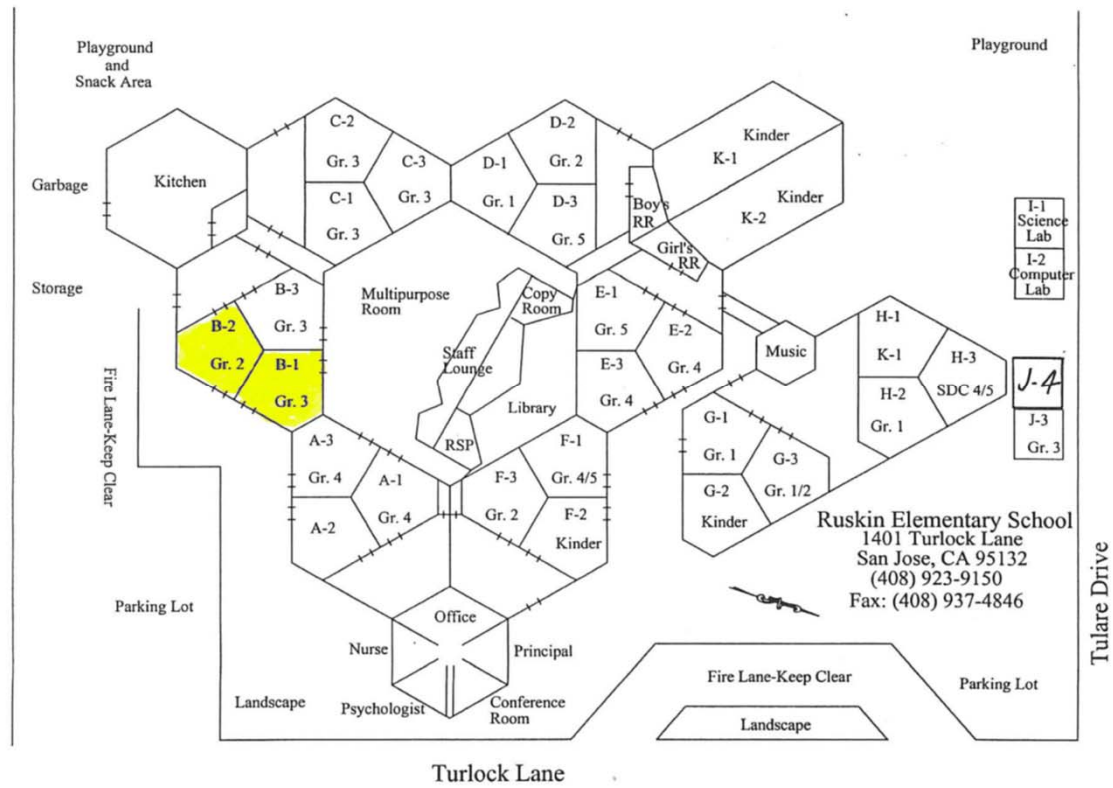 Playground
and
Snack Area
Playground
Garbage
Kitchen
C-2
Gr. 3
C-3
Gr. 3
C-1
Gr. 3
D-2
Gr. 2
D-1
Gr. 1
D-3
Gr. 5
Kinder
K-1
Kinder
K-2
Boy's
RR
Girl's
RR
I-1
Science
Lab
I-2
Computer
Lab
Storage
B-3
Gr. 3
B-2
Gr. 2
B-1
Gr. 3
Multipurpose
Room
Copy
Room
Staff
Lounge
Library
RSP
E-1
Gr. 5
E-2
Gr. 4
E-3
Gr. 4
Music
H-1
K-1
H-3
SDC 4/5
H-2
Gr. 1
J-4
J-3
Gr. 3
Fire Lane-Keep Clear
A-3
Gr. 4
A-1
Gr. 4
A-2
F-1
Gr. 4/5
F-3
Gr. 2
F-2
Kinder
G-1
Gr. 1
G-3
Gr. 1/2
G-2
Kinder
Ruskin Elementary School
1401 Turlock Lane
San Jose, CA 95132
(408) 923-9150
Fax: (408) 937-4846
Tulare Drive
Parking Lot
Office
Nurse
Principal
Psychologist
Conference
Room
Landscape
Fire Lane-Keep Clear
Parking Lot
Landscape
Turlock Lane